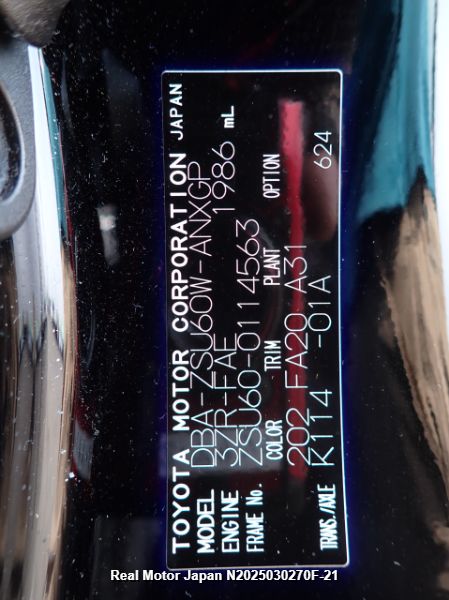 TOYOTA MOTOR CORPORATION JAPAN
MODEL DBA-ZSU60W-ANXGP
ENGINE 3ZR-FAE 1986 mL
FRAME No. ZSU60-0114563
COLOR TRIM PLANT OPTION
202 FA20 A31
TRANS./AXLE K114 -01A 624
Real Motor Japan N2025030270F-21